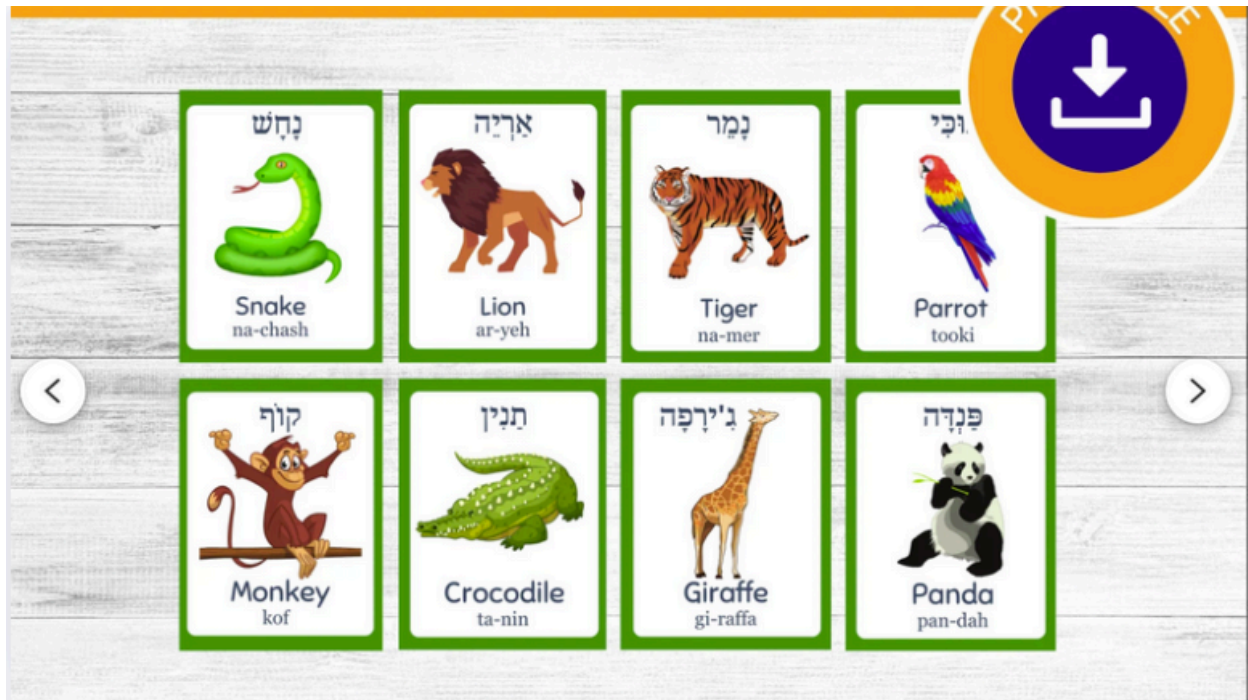 נָחָשׁ
Snake
na-chash
אַרְיֵה
Lion
ar-yeh
נָמֵר
Tiger
na-mer
Parrot
tooki
קוֹף
Monkey
kof
תַנִין
Crocodile
ta-nin
גִ'ירָפָה
Giraffe
gi-raffa
פַּנְדָּה
Panda
pan-dah